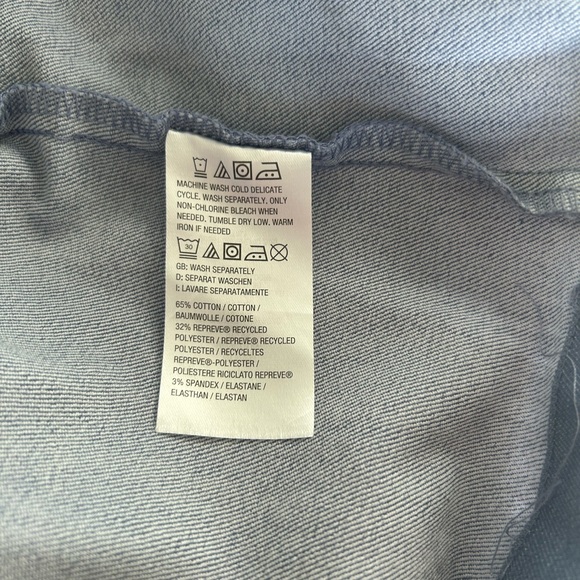 MACHINE WASH COLD DELICATE
CYCLE. WASH SEPARATELY. ONLY
NON-CHLORINE BLEACH WHEN
NEEDED. TUMBLE DRY LOW. WARM
IRON IF NEEDED
30
GB: WASH SEPARATELY
D: SEPARAT WASCHEN
I: LAVARE SEPARATAMENTE
65% COTTON / COTTON /
BAUMWOLLE / COTONE
32% REPREVE® RECYCLED
POLYESTER / REPREVE® RECYCLED
POLYESTER / RECYCELTES
REPREVE®-POLYESTER /
POLIESTERE RICICLATO REPREVE®
3% SPANDEX / ELASTANE /
ELASTHAN / ELASTAN